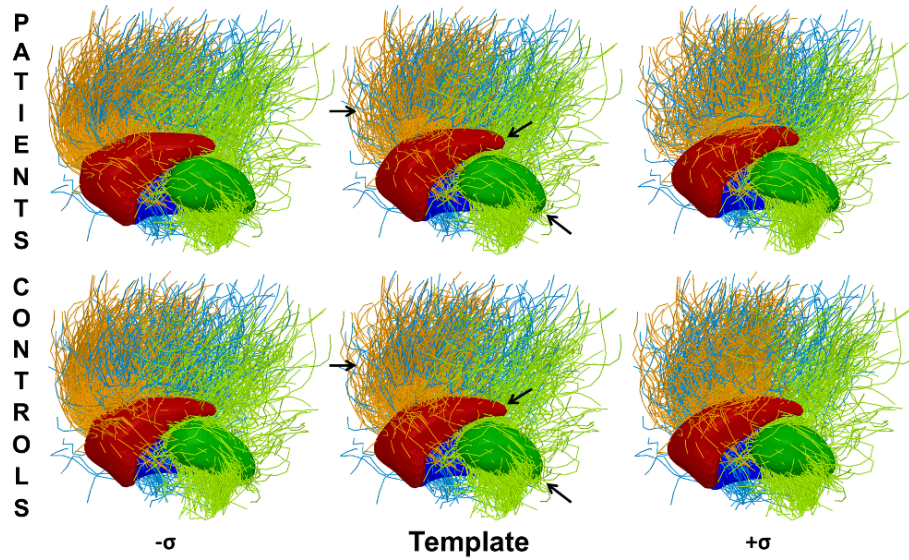 PATIENTS
CONTROLS
-σ
Template
+σ